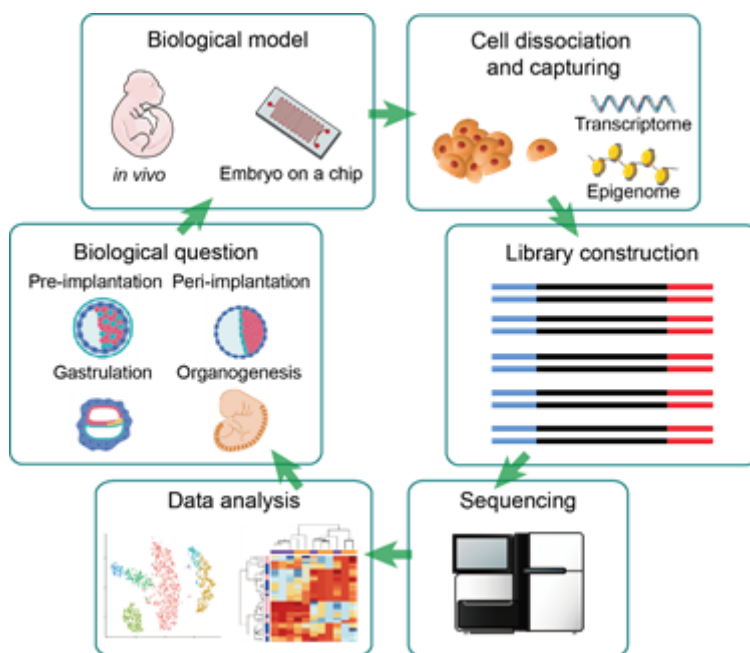 Biological model
in vivo
Embryo on a chip
Cell dissociation
and capturing
Transcriptome
Epigenome
Biological question
Pre-implantation
Peri-implantation
Gastrulation
Organogenesis
Library construction
Data analysis
Sequencing